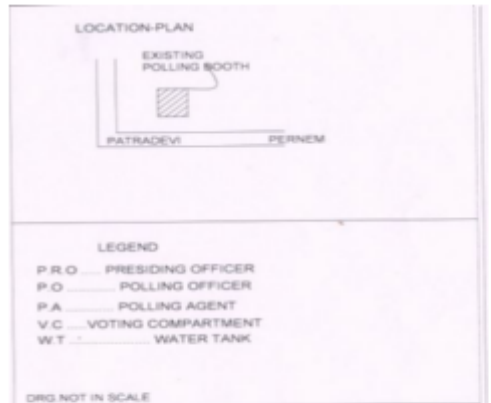 LOCATION-PLAN
EXISTING
POLLING BOOTH
PATRADEVI PERNEM
LEGEND
P.R.O ..... PRESIDING OFFICER
P.O ............... POLLING OFFICER
P.A ............... POLLING AGENT
V.C ..... VOTING COMPARTMENT
W.T ..................... WATER TANK
DRG.NOT IN SCALE